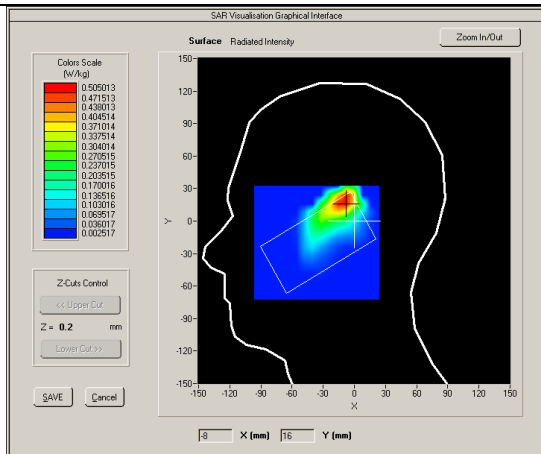 SAR Visualisation Graphical Interface
Surface Radiated Intensity
Zoom In/Out
Colors Scale
(W/kg)
0.505013
0.471513
0.438013
0.404514
0.371014
0.337514
0.304014
0.270515
0.237015
0.203515
0.170016
0.136516
0.103016
0.069517
0.036017
0.002517
150
120
90
60
30
0
-30
-60
-90
-120
-150
Y
-150 -120 -90 -60 -30 0 30 60 90 120 150
X
Z-Cuts Control
<< Upper Cut
Z = 0.2 mm
Lower Cut >>
SAVE Cancel
-8 X (mm) 16 Y (mm)